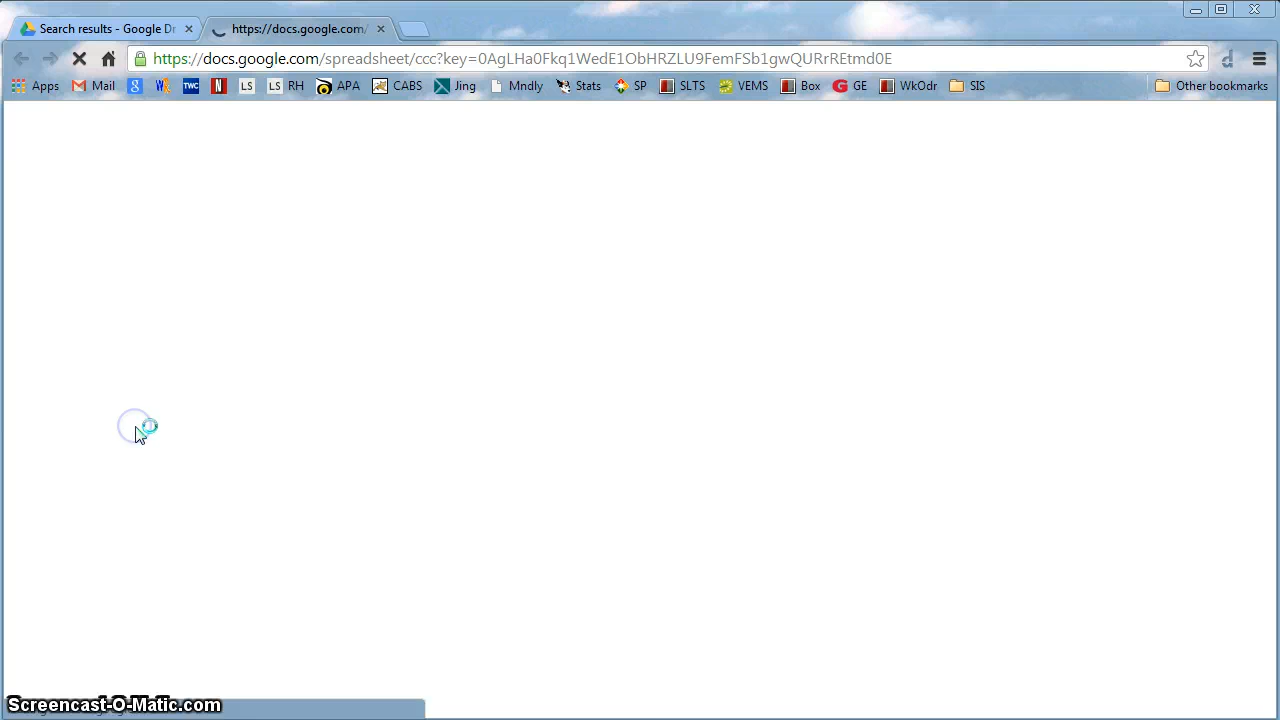 Search results - Google Dr
https://docs.google.com/
https://docs.google.com/spreadsheet/ccc?key=0AgLHa0Fkq1WedE1ObHRZLU9FemFSb1gwQURrREtmd0E
Apps Mail TWC LS LS RH APA CABS Jing Mndly Stats SP SLTS VEMS Box GE WkOdr SIS Other bookmarks
Screencast-O-Matic.com